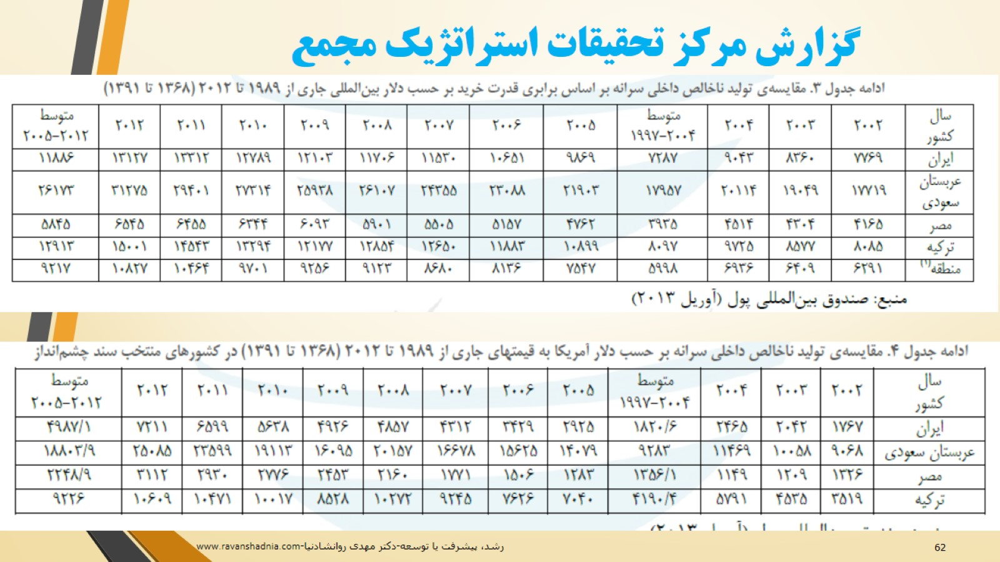 گزارش مرکز تحقیقات استراتژیک مجمع
ادامه جدول ۳. مقایسه‌ی تولید ناخالص داخلی سرانه بر اساس برابری قدرت خرید بر حسب دلار بین‌المللی جاری از ۱۹۸۹ تا ۲۰۱۲ (۱۳۶۸ تا ۱۳۹۱)
سال کشور ۲۰۰۲ ۲۰۰۳ ۲۰۰۴ متوسط ۱۹۹۷-۲۰۰۴ ۲۰۰۵ ۲۰۰۶ ۲۰۰۷ ۲۰۰۸ ۲۰۰۹ ۲۰۱۰ ۲۰۱۱ ۲۰۱۲ متوسط ۲۰۰۵-۲۰۱۲
ایران ۷۷۶۹ ۸۳۶۰ ۹۰۴۳ ۷۲۸۷ ۹۸۶۹ ۱۰۶۵۱ ۱۱۵۳۰ ۱۱۷۰۶ ۱۲۱۰۳ ۱۲۷۸۹ ۱۳۳۱۲ ۱۳۱۲۷ ۱۱۸۸۶
عربستان سعودی ۱۷۷۱۹ ۱۹۰۴۹ ۲۰۱۱۴ ۱۷۹۵۷ ۲۱۹۰۳ ۲۳۰۸۸ ۲۴۳۵۵ ۲۶۱۰۷ ۲۵۹۳۸ ۲۷۳۱۴ ۲۹۴۰۱ ۳۱۲۷۵ ۲۶۱۷۳
مصر ۴۱۶۵ ۴۳۰۴ ۴۵۱۴ ۳۹۳۵ ۴۷۶۲ ۵۱۵۷ ۵۵۰۵ ۵۹۰۱ ۶۰۹۳ ۶۳۴۴ ۶۴۵۵ ۶۵۴۵ ۵۸۴۵
ترکیه ۸۰۸۵ ۸۵۷۷ ۹۷۲۵ ۸۰۹۷ ۱۰۸۹۹ ۱۱۸۸۳ ۱۲۶۵۰ ۱۲۸۵۴ ۱۲۱۷۷ ۱۳۲۹۴ ۱۴۵۴۳ ۱۵۰۰۱ ۱۲۹۱۳
منطقه(۱) ۶۲۹۱ ۶۴۰۹ ۶۹۳۶ ۵۹۹۸ ۷۵۴۷ ۸۱۳۶ ۸۶۸۰ ۹۱۲۳ ۹۲۵۶ ۹۷۰۱ ۱۰۴۶۴ ۱۰۸۲۷ ۹۲۱۷
منبع: صندوق بین‌المللی پول (آوریل ۲۰۱۳)
ادامه جدول ۴. مقایسه‌ی تولید ناخالص داخلی سرانه بر حسب دلار آمریکا به قیمتهای جاری از ۱۹۸۹ تا ۲۰۱۲ (۱۳۶۸ تا ۱۳۹۱) در کشورهای منتخب سند چشم‌انداز
سال کشور ۲۰۰۲ ۲۰۰۳ ۲۰۰۴ متوسط ۱۹۹۷-۲۰۰۴ ۲۰۰۵ ۲۰۰۶ ۲۰۰۷ ۲۰۰۸ ۲۰۰۹ ۲۰۱۰ ۲۰۱۱ ۲۰۱۲ متوسط ۲۰۰۵-۲۰۱۲
ایران ۱۷۶۷ ۲۰۴۲ ۲۴۶۵ ۱۸۲۰/۶ ۲۹۲۵ ۳۴۲۹ ۴۳۱۲ ۴۸۵۷ ۴۹۲۶ ۵۶۳۸ ۶۵۹۹ ۷۲۱۱ ۴۹۸۷/۱
عربستان سعودی ۹۰۶۸ ۱۰۰۵۸ ۱۱۴۶۹ ۹۲۸۳ ۱۴۰۷۹ ۱۵۶۲۵ ۱۶۶۷۸ ۲۰۱۵۷ ۱۶۰۹۵ ۱۹۱۱۳ ۲۳۵۹۹ ۲۵۰۸۵ ۱۸۸۰۳/۹
مصر ۱۳۲۶ ۱۲۰۹ ۱۱۴۹ ۱۳۵۶/۱ ۱۲۸۳ ۱۵۰۶ ۱۷۷۱ ۲۱۶۰ ۲۴۵۳ ۲۷۷۶ ۲۹۳۰ ۳۱۱۲ ۲۲۴۸/۹
ترکیه ۳۵۱۹ ۴۵۳۵ ۵۷۹۱ ۴۱۹۰/۴ ۷۰۴۰ ۷۶۲۶ ۹۲۴۵ ۱۰۲۷۲ ۸۵۲۸ ۱۰۰۱۷ ۱۰۴۷۱ ۱۰۶۰۹ ۹۲۲۶
رشد، پیشرفت یا توسعه-دکتر مهدی روانشادنیا-www.ravanshadnia.com
62